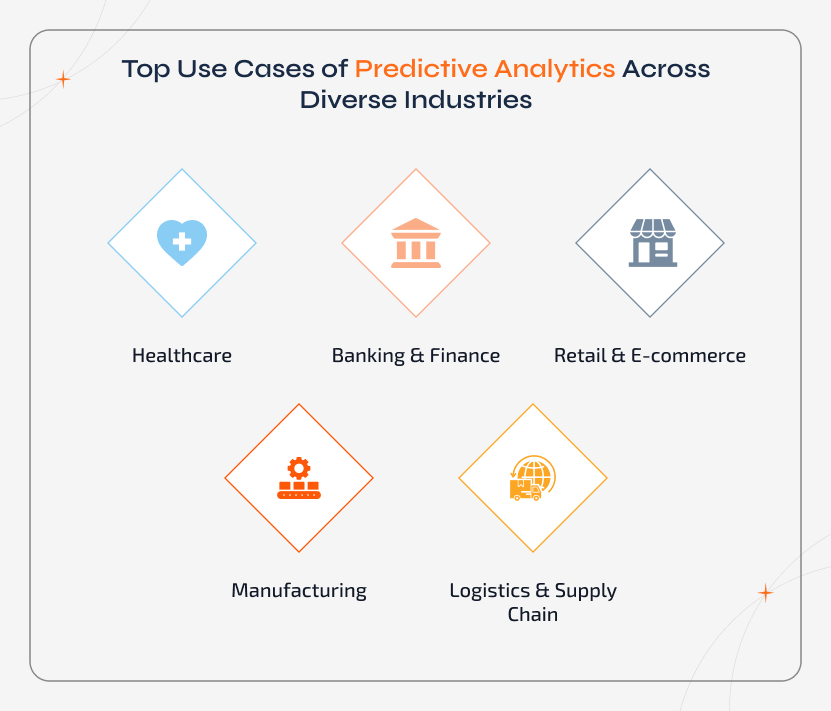 Top Use Cases of Predictive Analytics Across
Diverse Industries
Healthcare
Banking & Finance
Retail & E-commerce
Manufacturing
Logistics & Supply
Chain